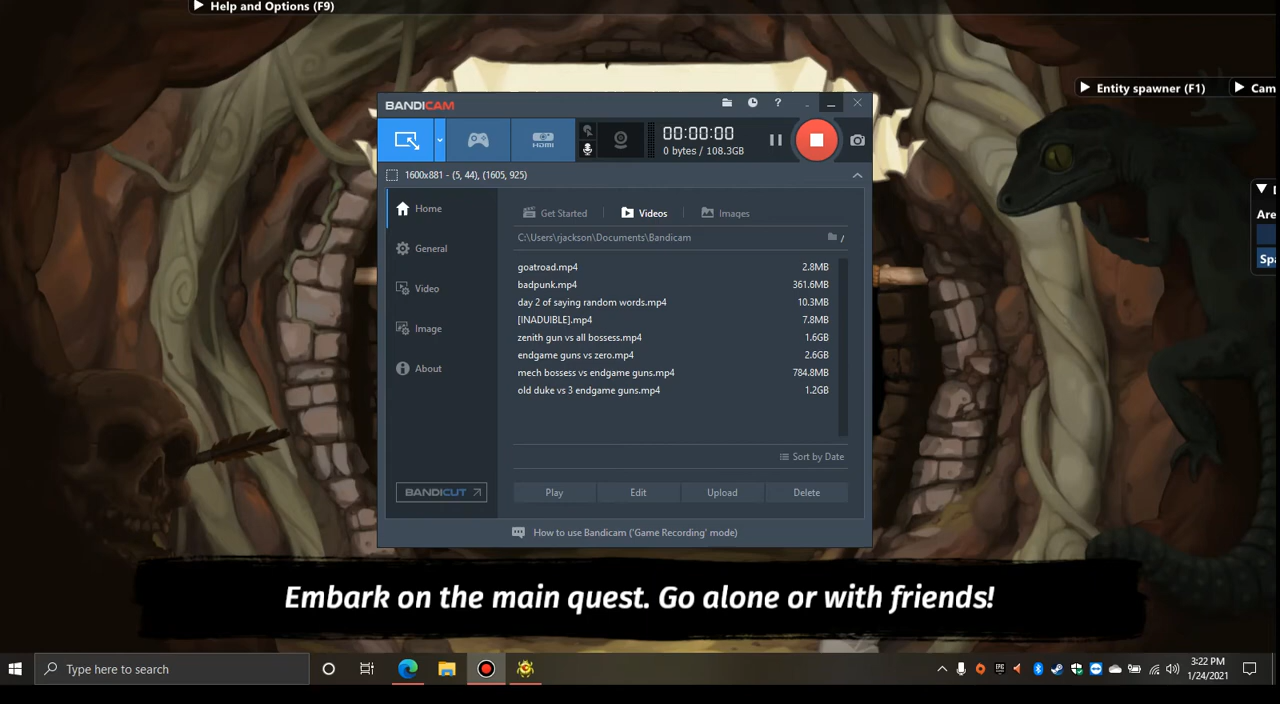 Help and Options (F9)
Entity spawner (F1)
Cam
BANDICAM
?
HDMI
00:00:00
0 bytes / 108.3GB
1600x881 - (5, 44), (1605, 925)
Home
General
Video
Image
About
BANDICUT
Get Started
Videos
Images
C:\Users\rjackson\Documents\Bandicam
goatroad.mp4 2.8MB
badpunk.mp4 361.6MB
day 2 of saying random words.mp4 10.3MB
[INADUIBLE].mp4 7.8MB
zenith gun vs all bossess.mp4 1.6GB
endgame guns vs zero.mp4 2.6GB
mech bossess vs endgame guns.mp4 784.8MB
old duke vs 3 endgame guns.mp4 1.2GB
Sort by Date
Play Edit Upload Delete
How to use Bandicam ('Game Recording' mode)
Are
Spa
Embark on the main quest. Go alone or with friends!
Type here to search
3:22 PM
1/24/2021